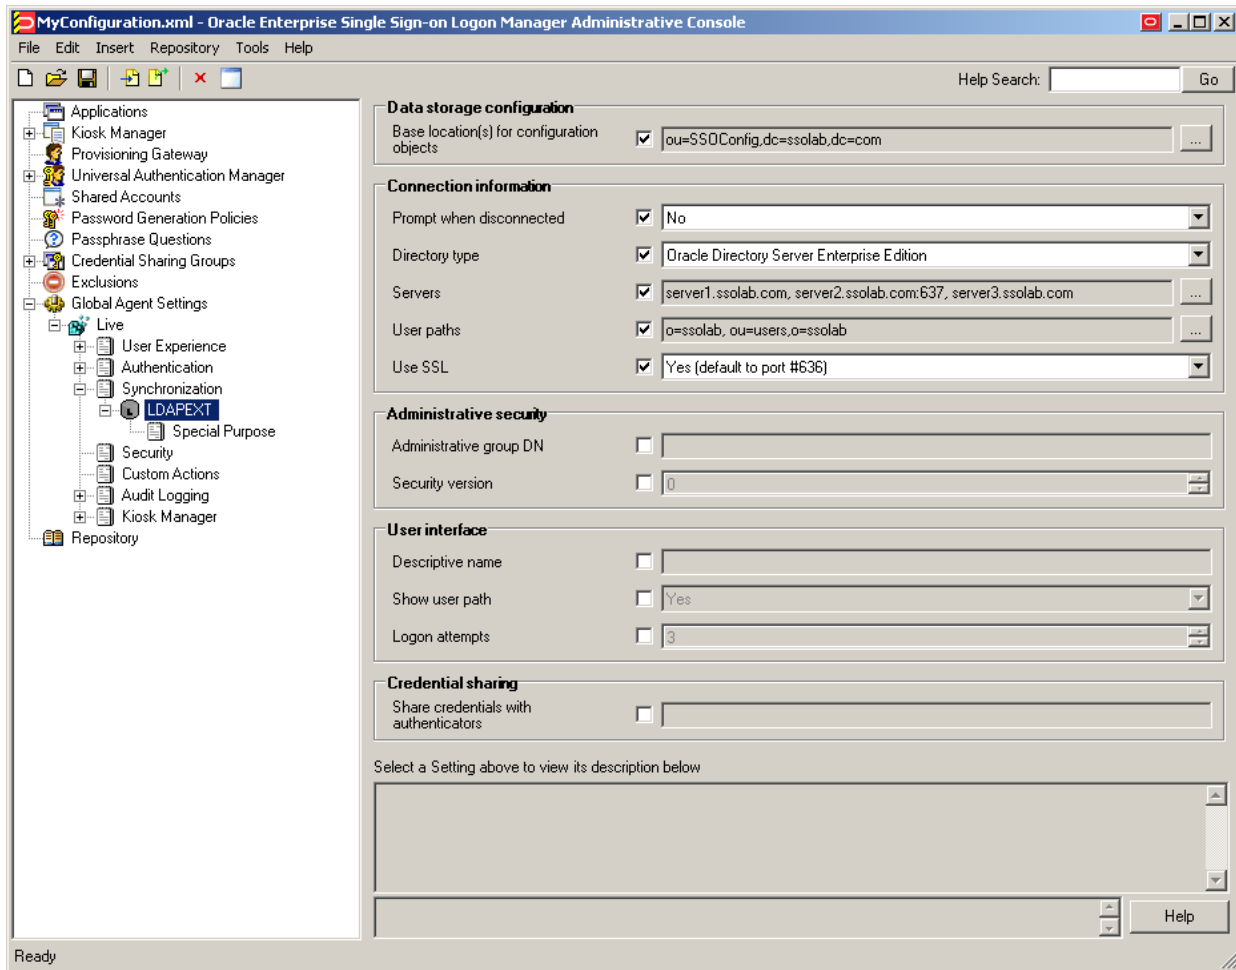 MyConfiguration.xml - Oracle Enterprise Single Sign-on Logon Manager Administrative Console
File Edit Insert Repository Tools Help
Help Search: Go
Applications
Kiosk Manager
Provisioning Gateway
Universal Authentication Manager
Shared Accounts
Password Generation Policies
Passphrase Questions
Credential Sharing Groups
Exclusions
Global Agent Settings
Live
User Experience
Authentication
Synchronization
LDAPEXT
Special Purpose
Security
Custom Actions
Audit Logging
Kiosk Manager
Repository
Data storage configuration
Base location(s) for configuration
objects
ou=SSOConfig,dc=ssolab,dc=com ...
Connection information
Prompt when disconnected No
Directory type Oracle Directory Server Enterprise Edition
Servers server1.ssolab.com, server2.ssolab.com:637, server3.ssolab.com ...
User paths o=ssolab, ou=users,o=ssolab ...
Use SSL Yes (default to port #636)
Administrative security
Administrative group DN
Security version 0
User interface
Descriptive name
Show user path Yes
Logon attempts 3
Credential sharing
Share credentials with
authenticators
Select a Setting above to view its description below
Help
Ready